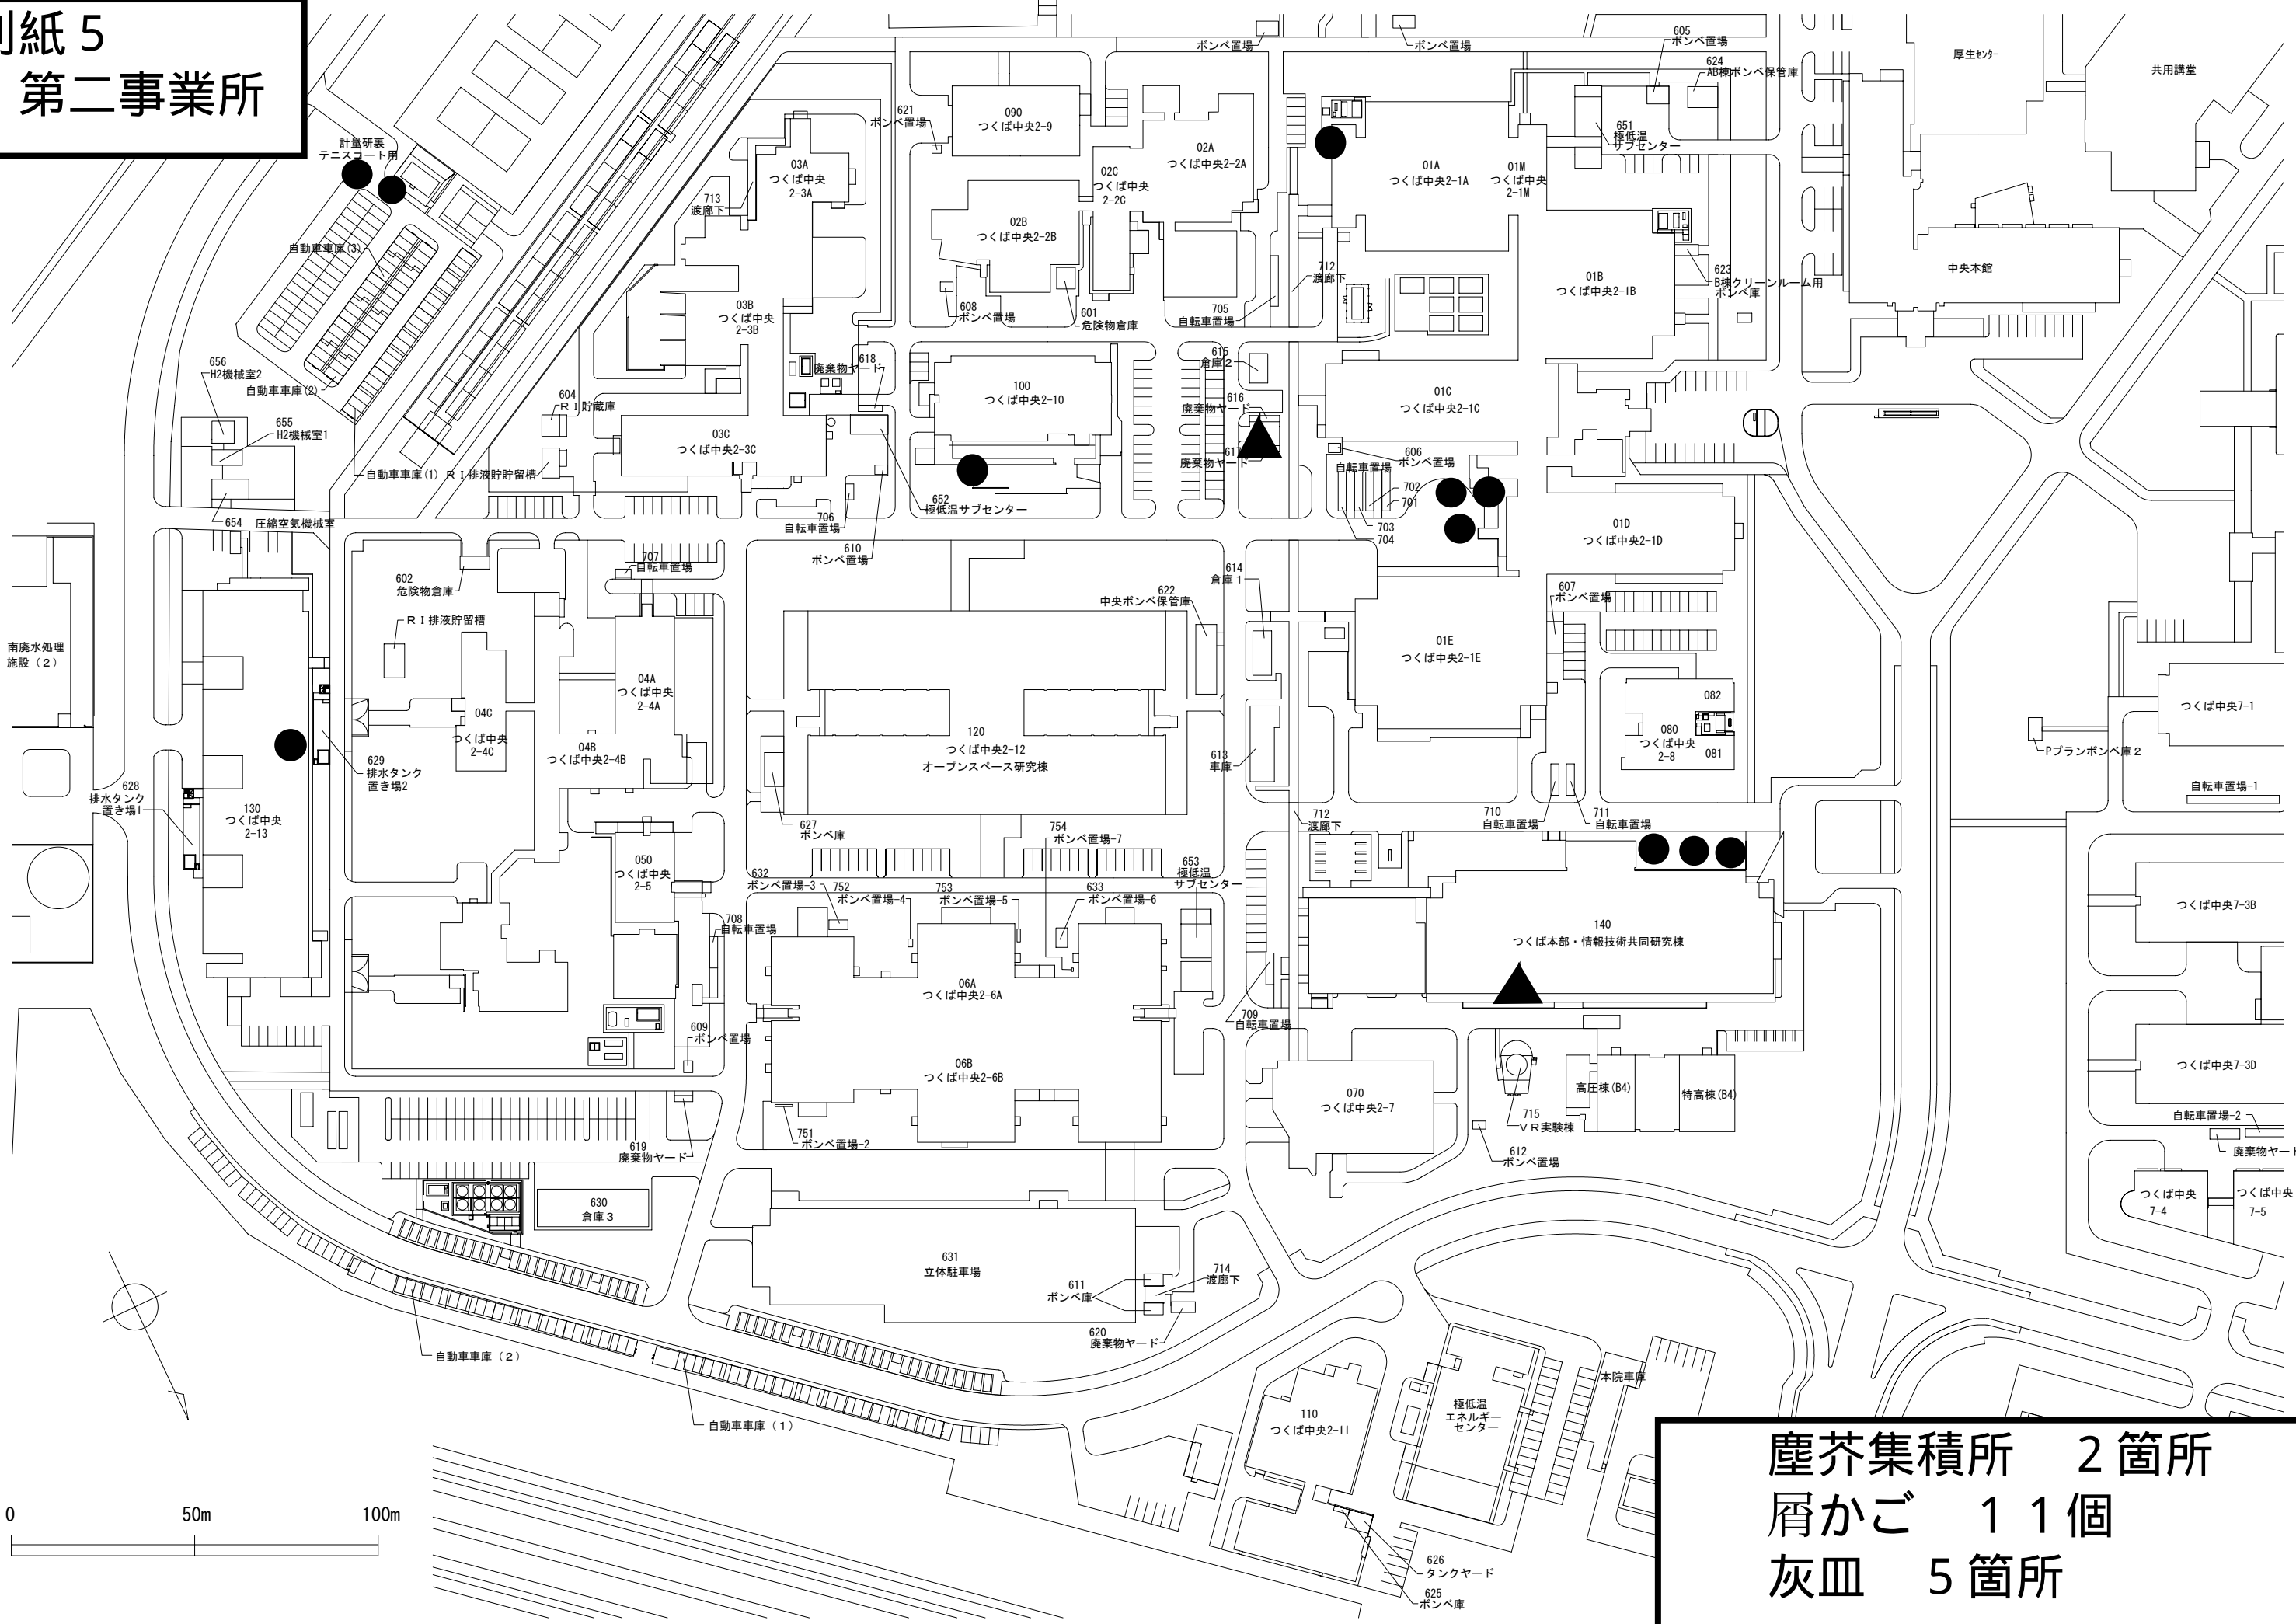 別紙5
第二事業所
計量研裏
テニスコート用
自動車車庫(3)
自動車車庫(2)
自動車車庫(1)
656
H2機械室2
655
H2機械室1
654 圧縮空気機械室
ＲＩ排液貯貯留槽
604
ＲＩ貯蔵庫
713
渡廊下
03A
つくば中央
2-3A
03B
つくば中央
2-3B
03C
つくば中央2-3C
618
廃棄物ヤード
621
ボンベ置場
090
つくば中央2-9
02A
つくば中央2-2A
02C
つくば中央
2-2C
02B
つくば中央2-2B
608
ボンベ置場
601
危険物倉庫
705
自転車置場
712
渡廊下
ボンベ置場
ボンベ置場
01A
つくば中央2-1A
01M
つくば中央
2-1M
605
ボンベ置場
624
AB棟ボンベ保管庫
651
極低温
サブセンター
01B
つくば中央2-1B
623
B棟クリーンルーム用
ボンベ庫
厚生センター
共用講堂
中央本館
100
つくば中央2-10
615
倉庫2
616
廃棄物ヤード
617
廃棄物ヤード
01C
つくば中央2-1C
606
ボンベ置場
自転車置場
702
701
703
704
01D
つくば中央2-1D
652
極低温サブセンター
706
自転車置場
610
ボンベ置場
707
自転車置場
602
危険物倉庫
ＲＩ排液貯留槽
南廃水処理
施設（2）
04A
つくば中央
2-4A
04C
つくば中央
2-4C
04B
つくば中央2-4B
629
排水タンク
置き場2
628
排水タンク
置き場1
130
つくば中央
2-13
622
中央ボンベ保管庫
614
倉庫1
613
車庫
120
つくば中央2-12
オープンスペース研究棟
01E
つくば中央2-1E
607
ボンベ置場
082
080
つくば中央
2-8
081
Pプランボンベ庫2
つくば中央7-1
自転車置場-1
627
ボンベ庫
754
ボンベ置場-7
712
渡廊下
710
自転車置場
711
自転車置場
050
つくば中央
2-5
632
ボンベ置場-3
752
ボンベ置場-4
753
ボンベ置場-5
633
ボンベ置場-6
653
極低温
サブセンター
708
自転車置場
140
つくば本部・情報技術共同研究棟
つくば中央7-3B
06A
つくば中央2-6A
709
自転車置場
609
ボンベ置場
06B
つくば中央2-6B
つくば中央7-3D
070
つくば中央2-7
高圧棟(B4)
特高棟(B4)
715
ＶＲ実験棟
612
ボンベ置場
自転車置場-2
廃棄物ヤード
つくば中央
7-4
つくば中央
7-5
751
ボンベ置場-2
619
廃棄物ヤード
630
倉庫3
631
立体駐車場
611
ボンベ庫
714
渡廊下
620
廃棄物ヤード
自動車車庫（2）
自動車車庫（1）
110
つくば中央2-11
極低温
エネルギー
センター
本院車庫
626
タンクヤード
625
ボンベ庫
0 50m 100m
塵芥集積所 2箇所
屑かご 11個
灰皿 5箇所